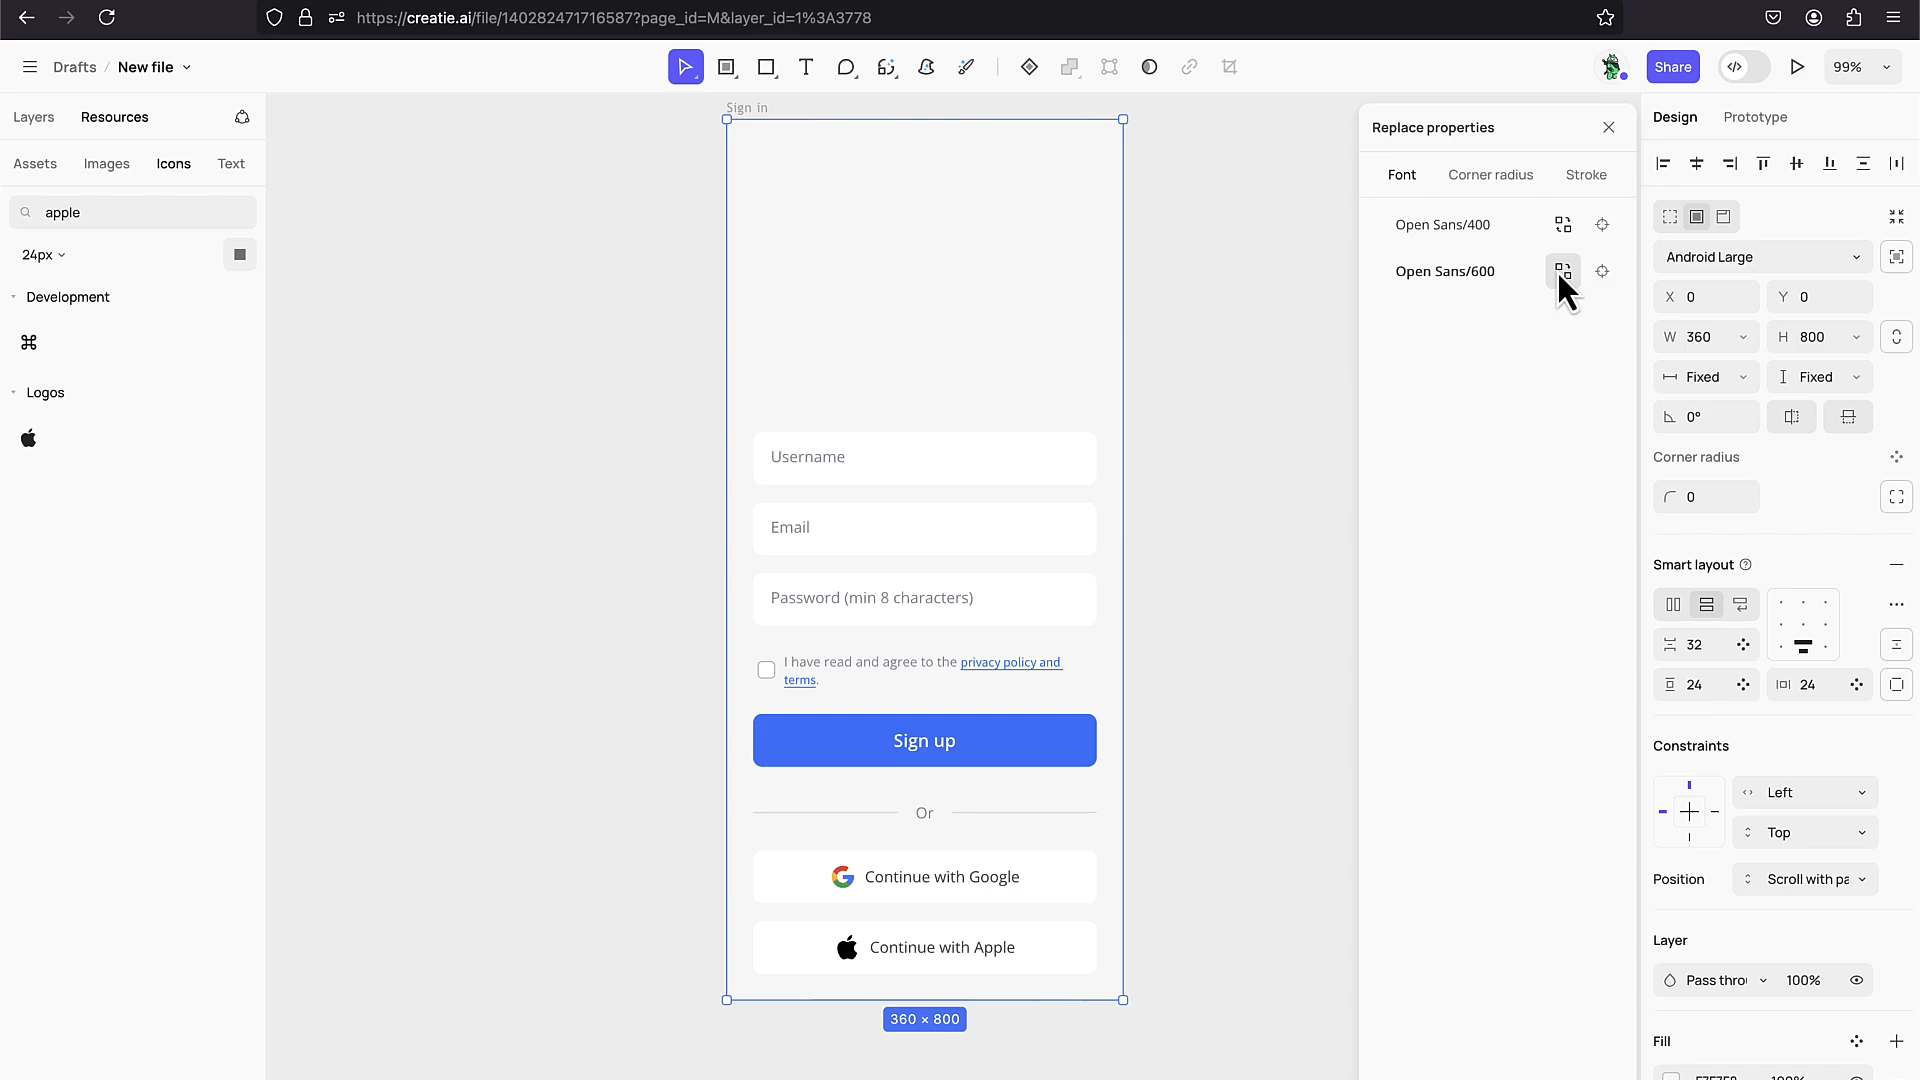 https://creatie.ai/file/140282471716587?page_id=M&layer_id=1%3A3778
Drafts / New file
Share
99%
Layers
Resources
Assets
Images
Icons
Text
apple
24px
Development
Logos
Sign in
Username
Email
Password (min 8 characters)
I have read and agree to the privacy policy and
terms.
Sign up
Or
Continue with Google
Continue with Apple
360 × 800
Replace properties
Font
Corner radius
Stroke
Open Sans/400
Open Sans/600
Design
Prototype
Android Large
X 0
Y 0
W 360
H 800
Fixed
Fixed
0°
Corner radius
0
Smart layout
32
24
24
Constraints
Left
Top
Position
Scroll with pa
Layer
Pass thro
100%
Fill